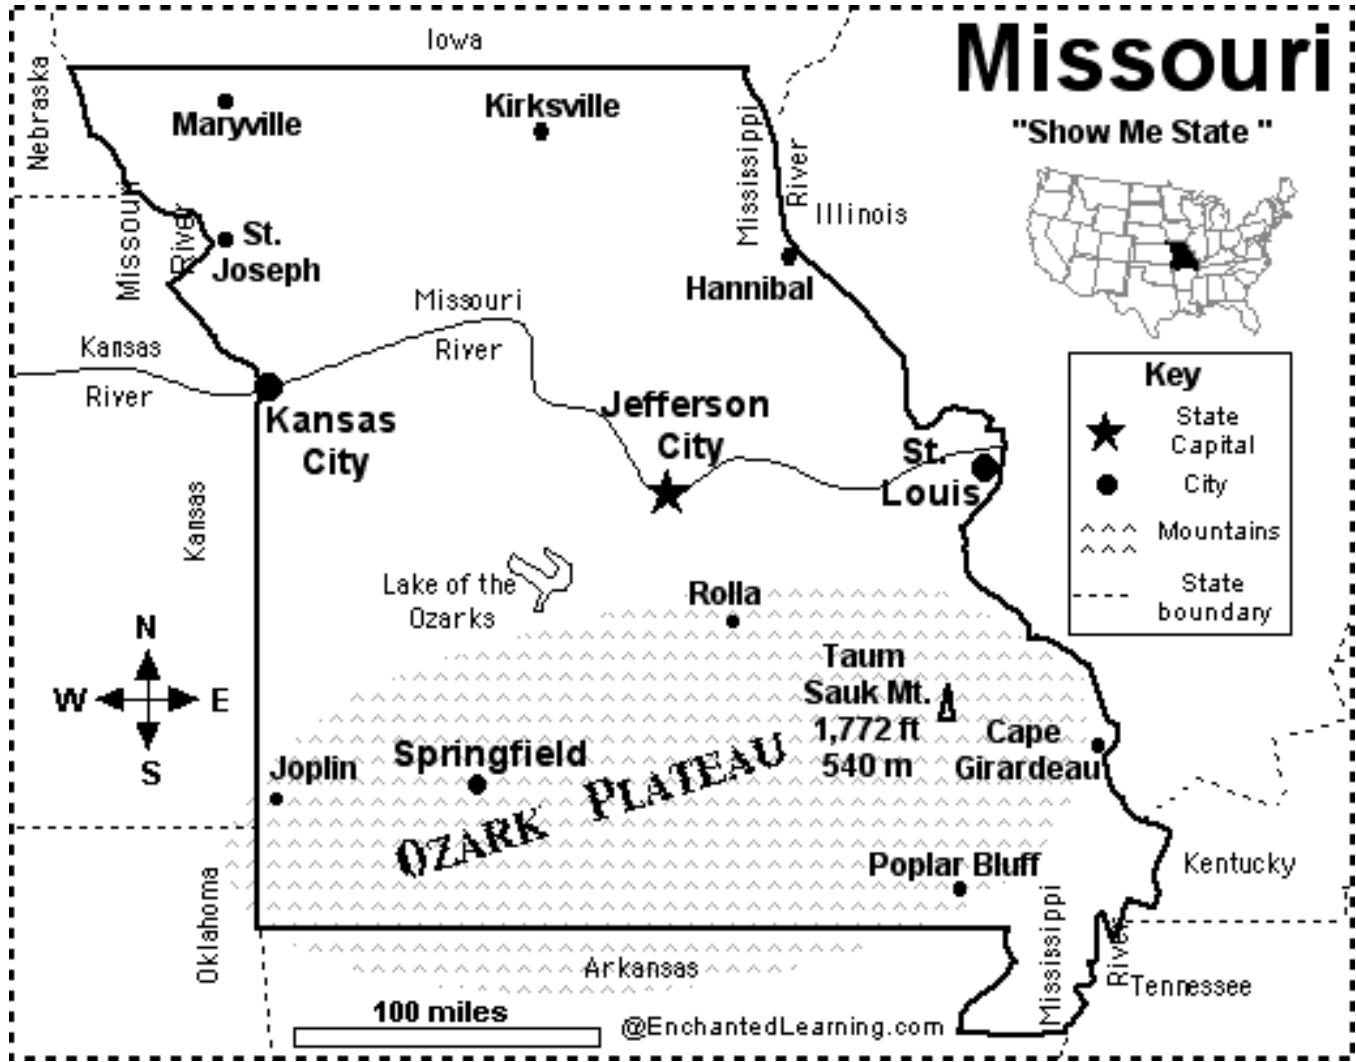 Missouri
"Show Me State "
Iowa
Nebraska
Maryville
Kirksville
Mississippi
River
Illinois
Missouri
River
St.
Joseph
Hannibal
Missouri
River
Kansas
River
Kansas
City
Jefferson
City
St.
Louis
Key
State
Capital
City
Mountains
State
boundary
Kansas
Lake of the
Ozarks
Rolla
N
W
E
S
Taum
Sauk Mt.
1,772 ft
540 m
Cape
Girardeau
Joplin
Springfield
OZARK PLATEAU
Poplar Bluff
Kentucky
Oklahoma
Mississippi
River
Arkansas
Tennessee
100 miles
@EnchantedLearning.com